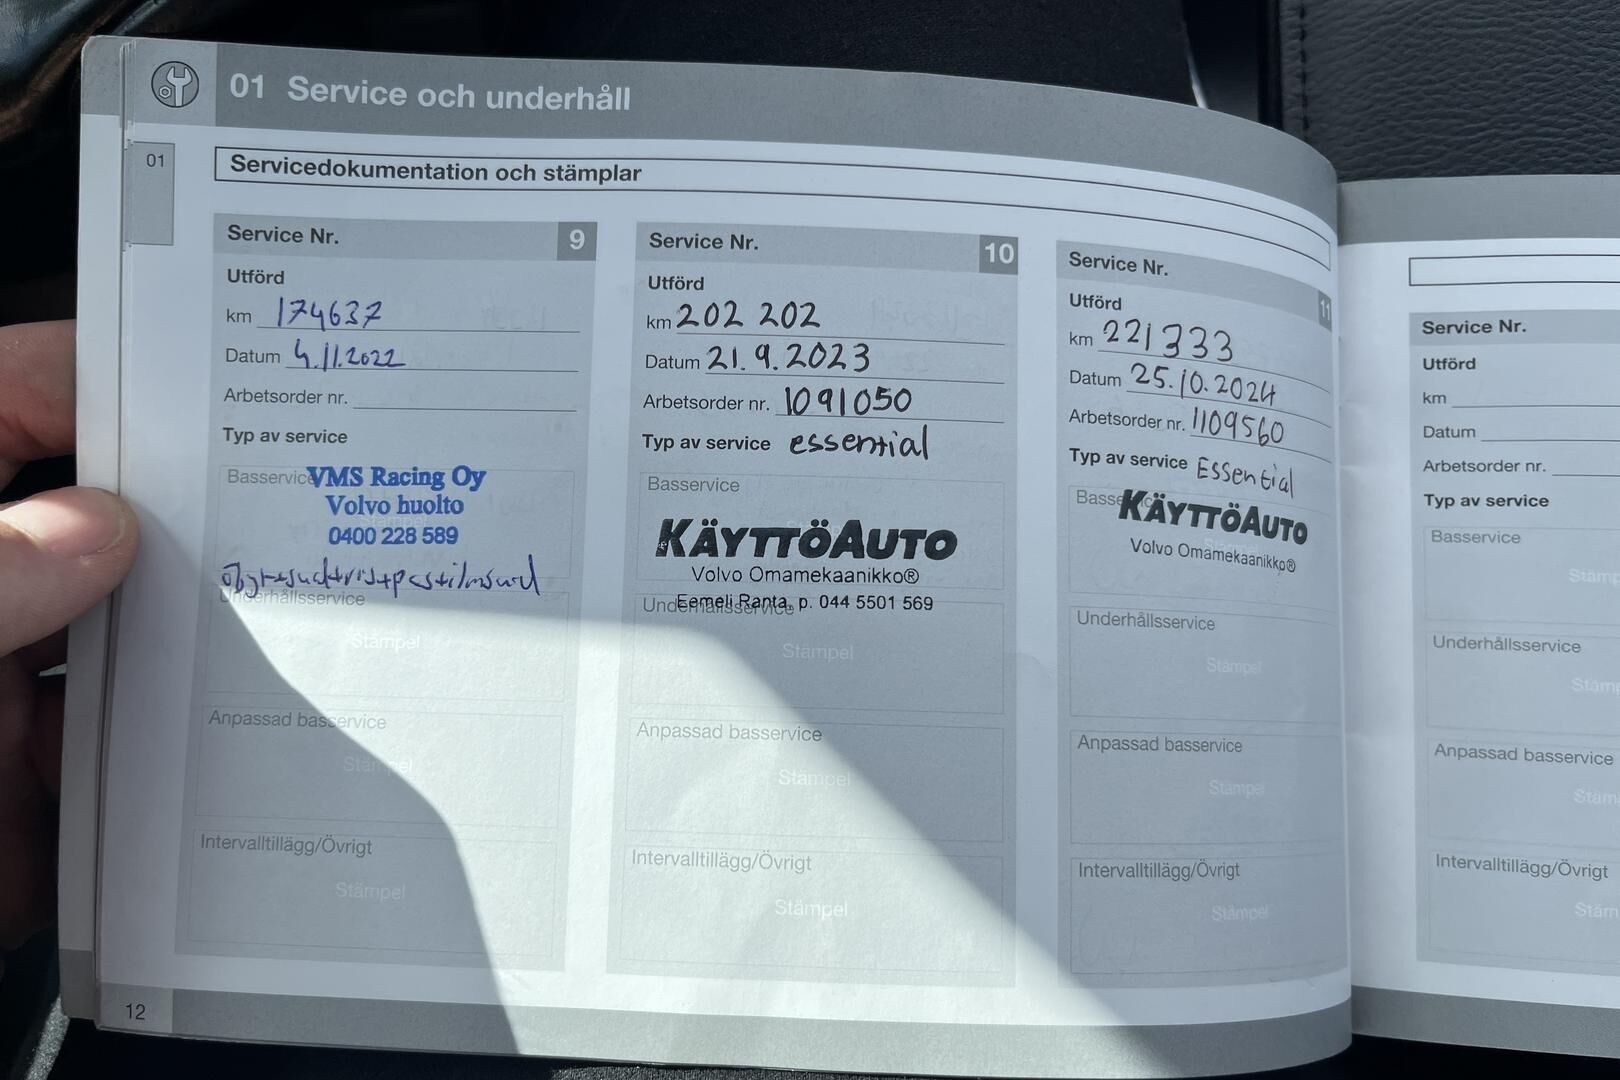 01 Service och underhåll
01
Servicedokumentation och stämplar
Service Nr. 9
Utförd
km 174637
Datum 4.11.2022
Arbetsorder nr.
Typ av service
Basservice
VMS Racing Oy
Volvo huolto
0400 228 589
Underhållsservice
Stämpel
Anpassad basservice
Stämpel
Intervalltillägg/Övrigt
Stämpel
Service Nr. 10
Utförd
km 202 202
Datum 21.9.2023
Arbetsorder nr. 1091050
Typ av service essential
Basservice
KÄYTTÖAUTO
Volvo Omamekaanikko®
Eemeli Ranta, p. 044 5501 569
Underhållsservice
Stämpel
Anpassad basservice
Stämpel
Intervalltillägg/Övrigt
Stämpel
Service Nr. 11
Utförd
km 221333
Datum 25.10.2024
Arbetsorder nr. 1109560
Typ av service Essential
KÄYTTÖAUTO
Volvo Omamekaanikko®
Underhållsservice
Stämpel
Anpassad basservice
Stämpel
Intervalltillägg/Övrigt
Stämpel
12
Service Nr.
Utförd
km
Datum
Arbetsorder nr.
Typ av service
Basservice
Underhållsservice
Anpassad basservice
Intervalltillägg/Övrigt